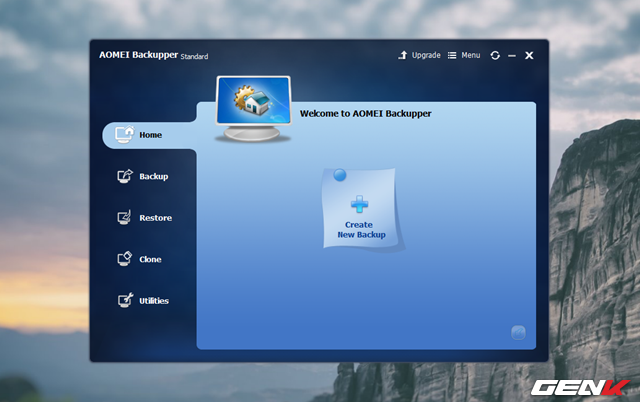 AOMEI Backupper Standard
Upgrade
Menu
Welcome to AOMEI Backupper
Home
Backup
Restore
Clone
Utilities
Create
New Backup
GENK